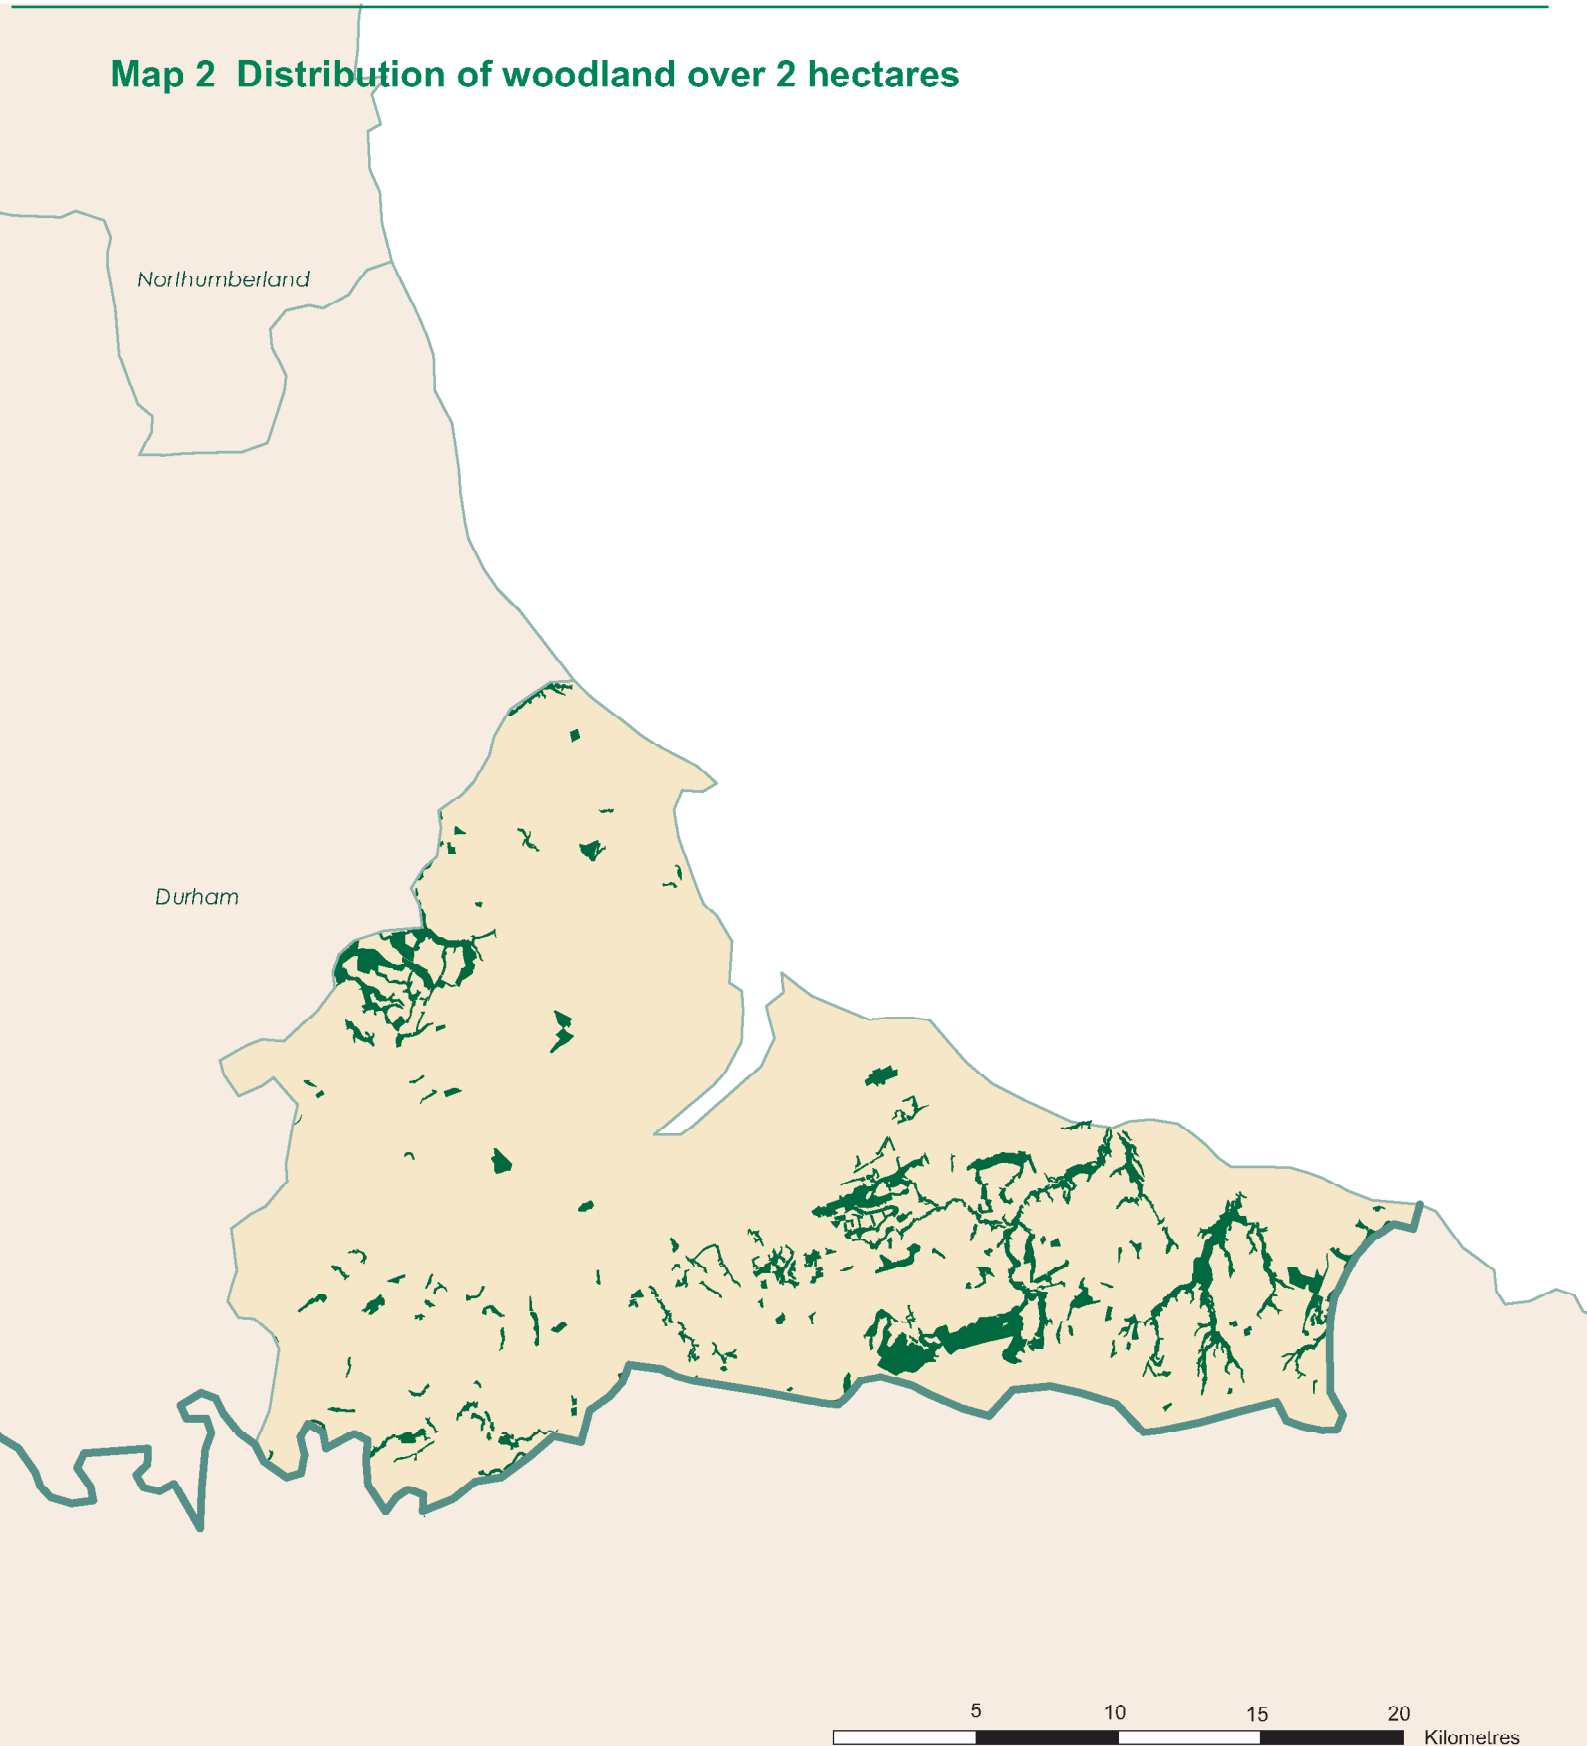 Map 2 Distribution of woodland over 2 hectares
Northumberland
Durham
5 10 15 20
Kilometres